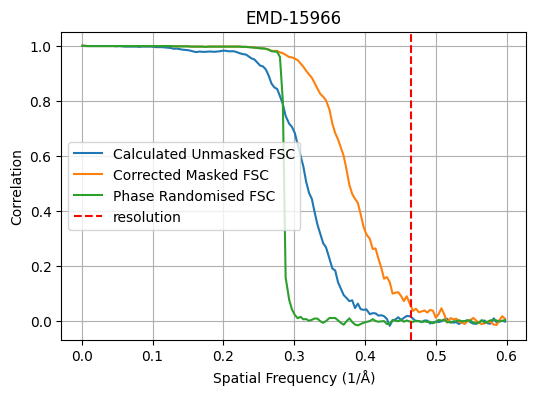 EMD-15966
Correlation
1.0
0.8
0.6
0.4
0.2
0.0
Calculated Unmasked FSC
Corrected Masked FSC
Phase Randomised FSC
resolution
0.0 0.1 0.2 0.3 0.4 0.5 0.6
Spatial Frequency (1/Å)